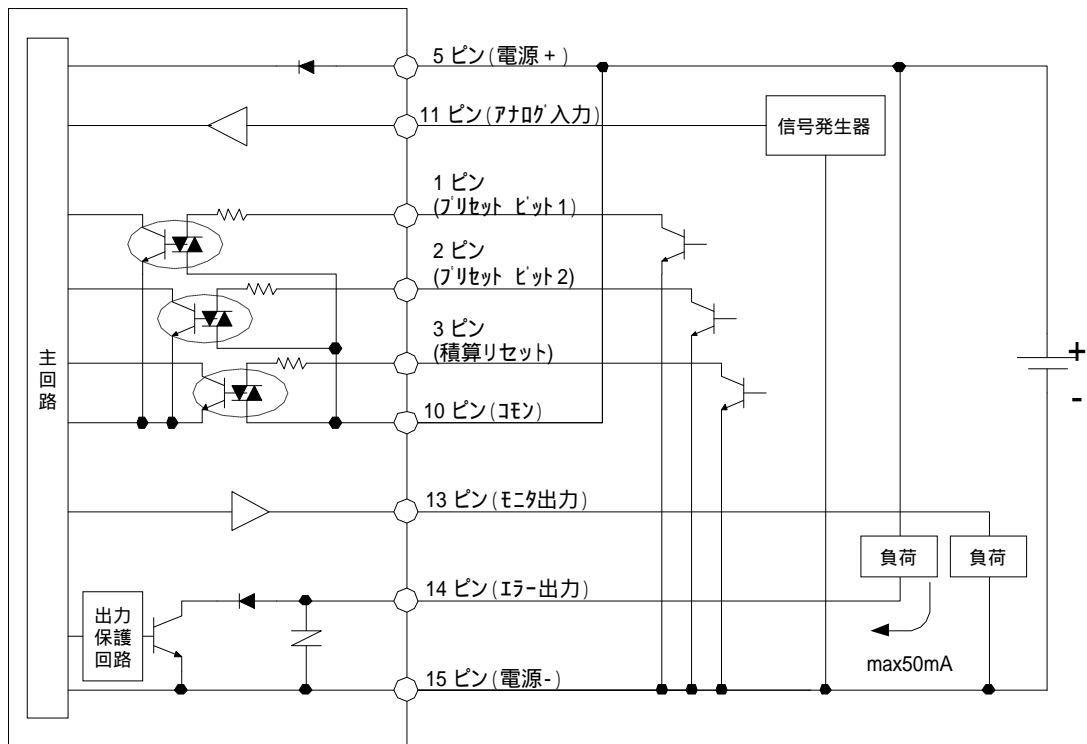 5 ピン(電源+)
11 ピン(ｱﾅﾛｸﾞ入力)
信号発生器
1 ピン
(ﾌﾟﾘｾｯﾄ ﾋﾞｯﾄ1)
2 ピン
(ﾌﾟﾘｾｯﾄ ﾋﾞｯﾄ2)
3 ピン
(積算リセット)
主回路
10 ピン(ｺﾓﾝ)
+
-
13 ピン(ﾓﾆﾀ出力)
負荷
負荷
14 ピン(ｴﾗｰ出力)
出力
保護
回路
max50mA
15 ピン(電源-)